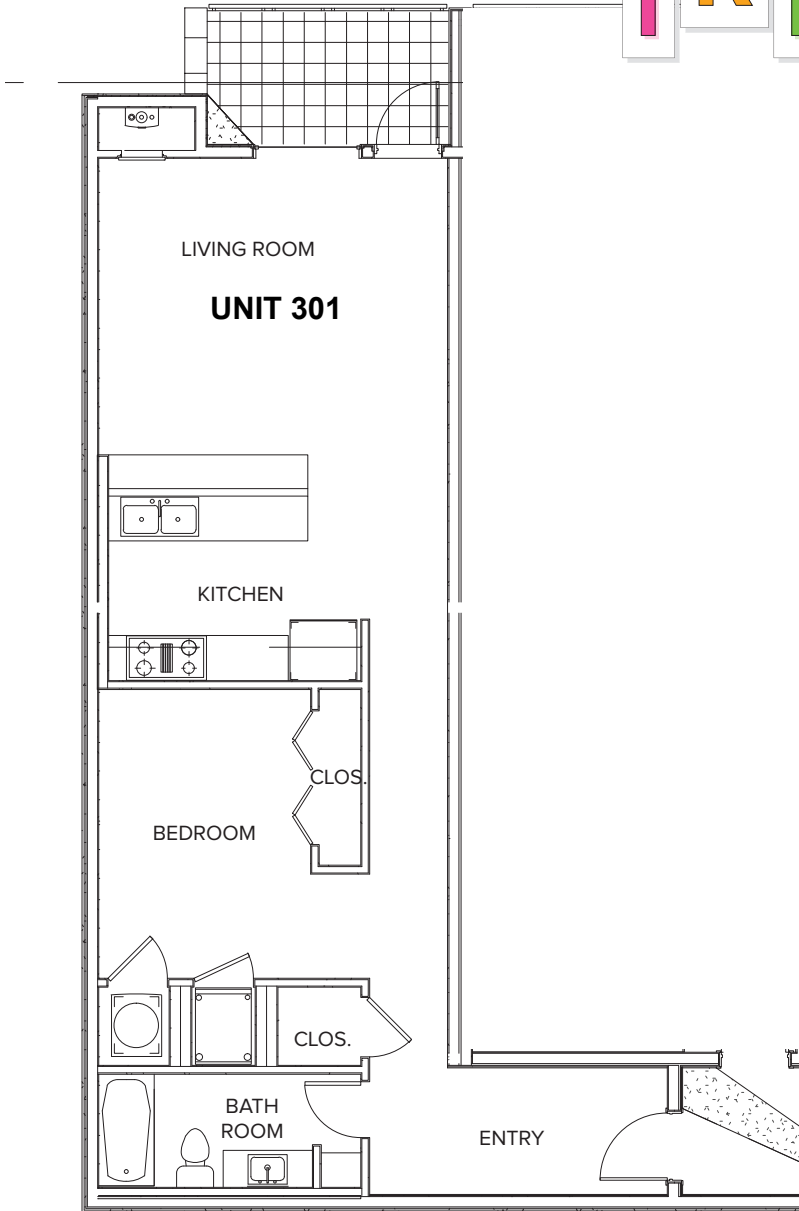 LIVING ROOM
UNIT 301
KITCHEN
CLOS.
BEDROOM
CLOS.
BATH
ROOM
ENTRY